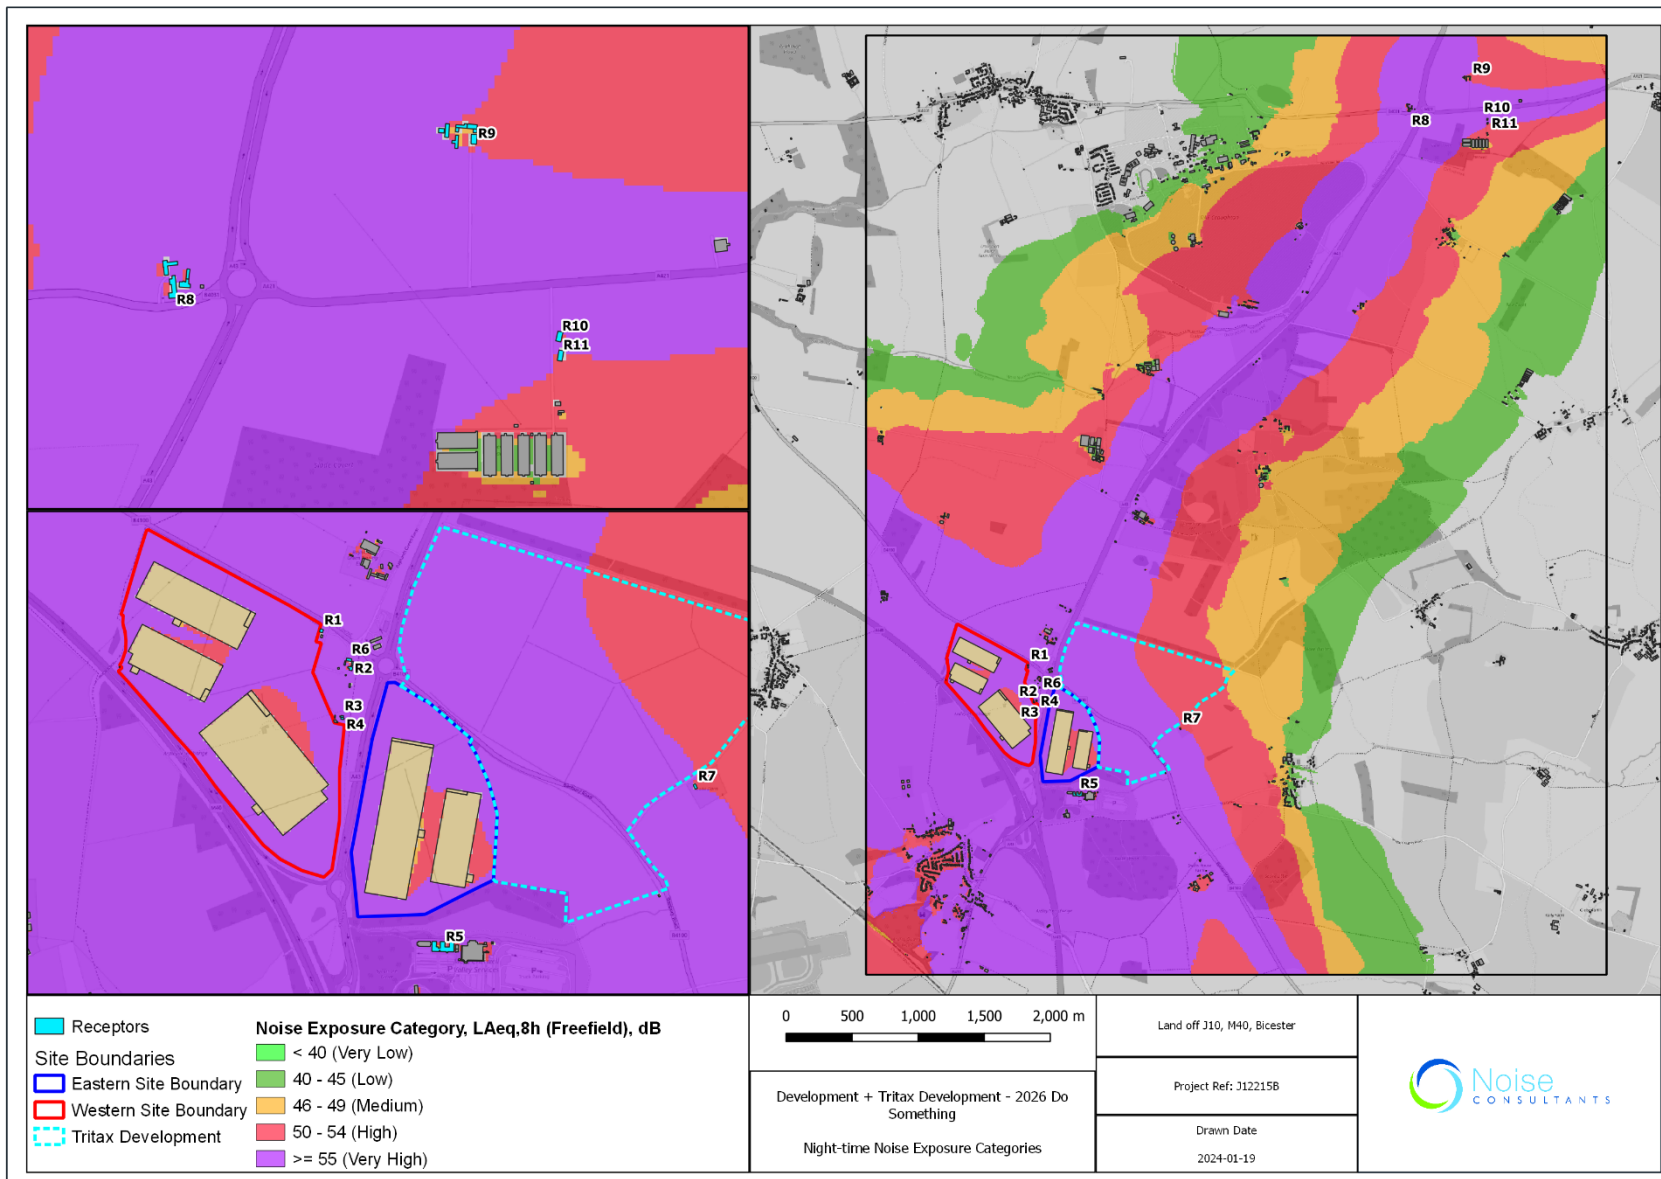 R9
R8
R10
R11
R9
R10
R8
R11
R1
R6
R2
R3
R4
R7
R5
R1
R6
R2
R4
R3
R7
R5
Receptors
Site Boundaries
Eastern Site Boundary
Western Site Boundary
Tritax Development
Noise Exposure Category, LAeq,8h (Freefield), dB
< 40 (Very Low)
40 - 45 (Low)
46 - 49 (Medium)
50 - 54 (High)
>= 55 (Very High)
0 500 1,000 1,500 2,000 m
Development + Tritax Development - 2026 Do
Something
Night-time Noise Exposure Categories
Land off J10, M40, Bicester
Project Ref: J12215B
Drawn Date
2024-01-19
Noise
CONSULTANTS